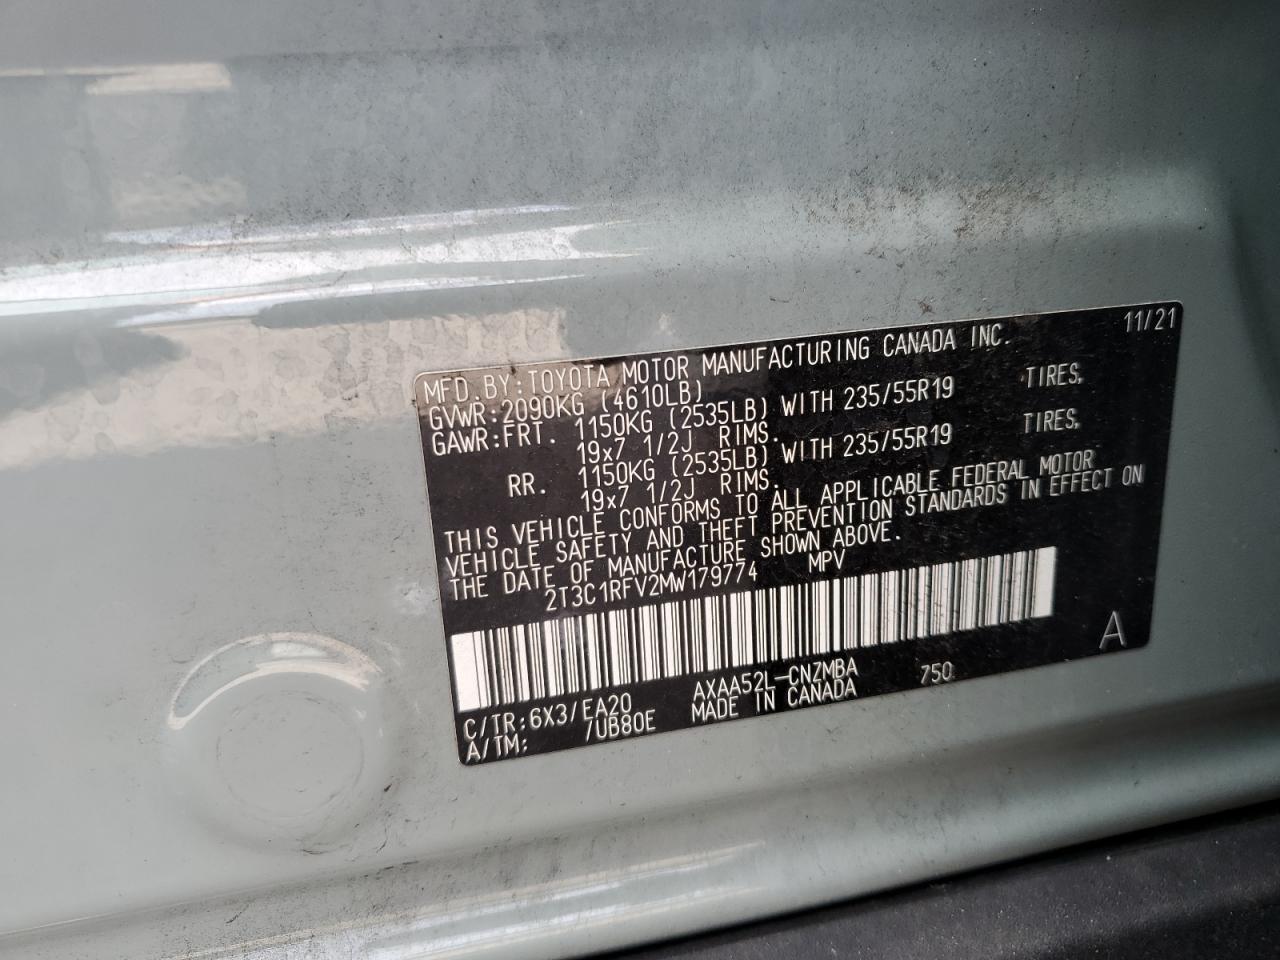 11/21
MFD. BY: TOYOTA MOTOR MANUFACTURING CANADA INC.
GVWR: 2090KG (4610LB)
GAWR: FRT. 1150KG (2535LB) WITH 235/55R19 TIRES,
19x7 1/2J RIMS.
RR. 1150KG (2535LB) WITH 235/55R19 TIRES,
19x7 1/2J RIMS.
THIS VEHICLE CONFORMS TO ALL APPLICABLE FEDERAL MOTOR
VEHICLE SAFETY AND THEFT PREVENTION STANDARDS IN EFFECT ON
THE DATE OF MANUFACTURE SHOWN ABOVE.
2T3C1RFV2MW179774 MPV
A
C/TR: 6X3/EA20 AXAA52L-CNZMBA 750
A/TM: /UB80E MADE IN CANADA